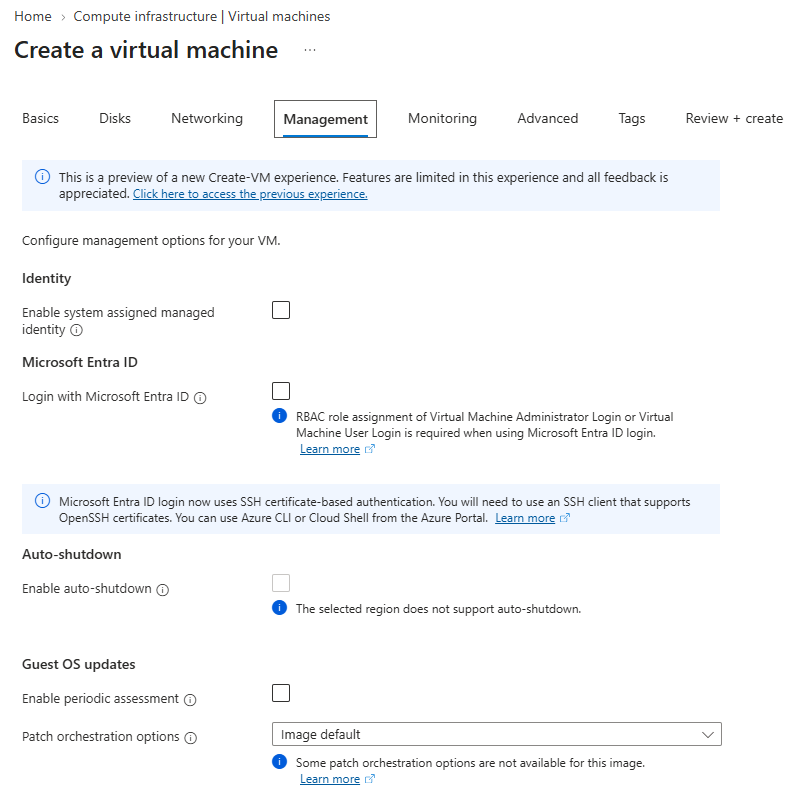 Home > Compute infrastructure | Virtual machines
Create a virtual machine ...
Basics Disks Networking Management Monitoring Advanced Tags Review + create
This is a preview of a new Create-VM experience. Features are limited in this experience and all feedback is
appreciated. Click here to access the previous experience.
Configure management options for your VM.
Identity
Enable system assigned managed
identity
Microsoft Entra ID
Login with Microsoft Entra ID
RBAC role assignment of Virtual Machine Administrator Login or Virtual
Machine User Login is required when using Microsoft Entra ID login.
Learn more
Microsoft Entra ID login now uses SSH certificate-based authentication. You will need to use an SSH client that supports
OpenSSH certificates. You can use Azure CLI or Cloud Shell from the Azure Portal. Learn more
Auto-shutdown
Enable auto-shutdown
The selected region does not support auto-shutdown.
Guest OS updates
Enable periodic assessment
Patch orchestration options
Image default
Some patch orchestration options are not available for this image.
Learn more